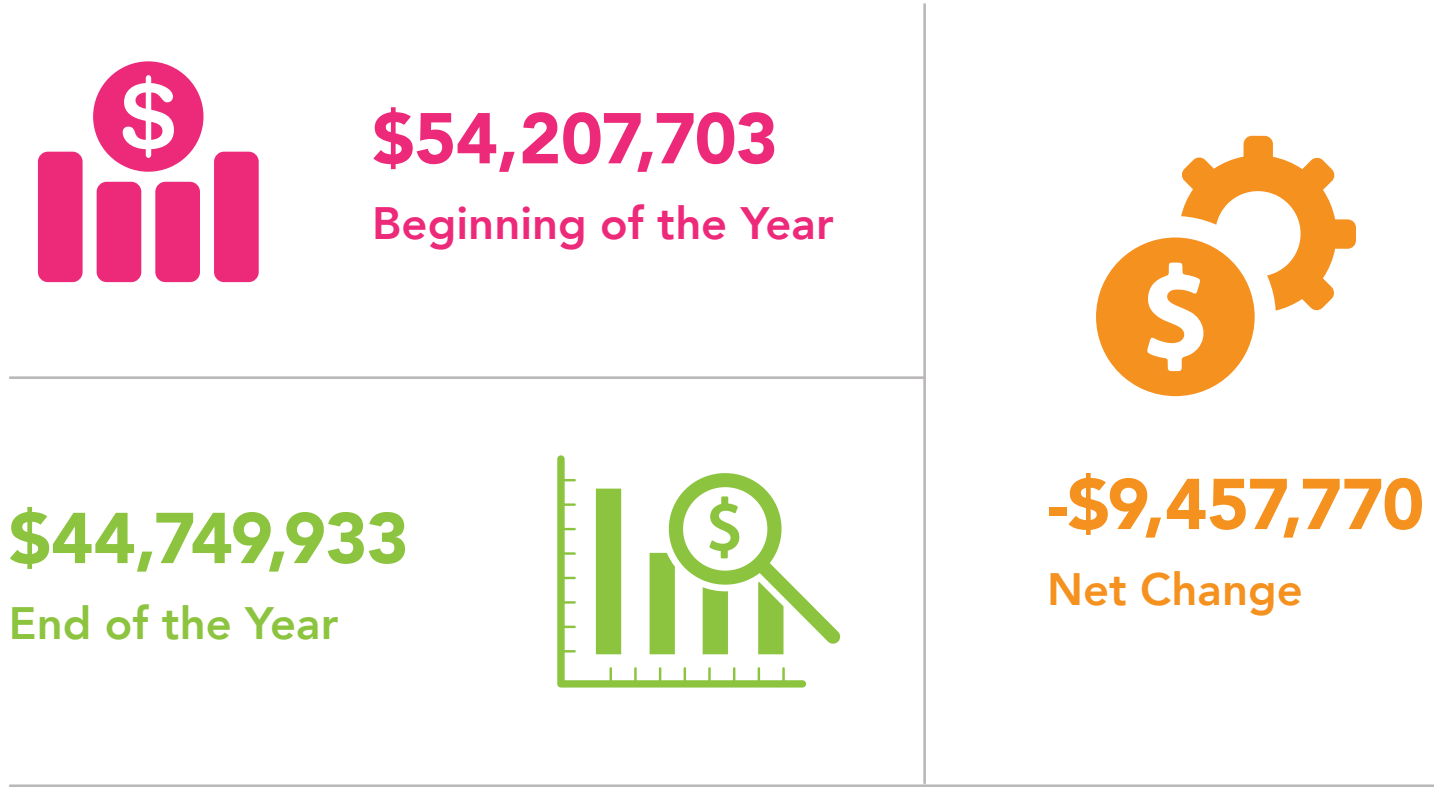 $
$54,207,703
Beginning of the Year
$44,749,933
End of the Year
$
$
-$9,457,770
Net Change